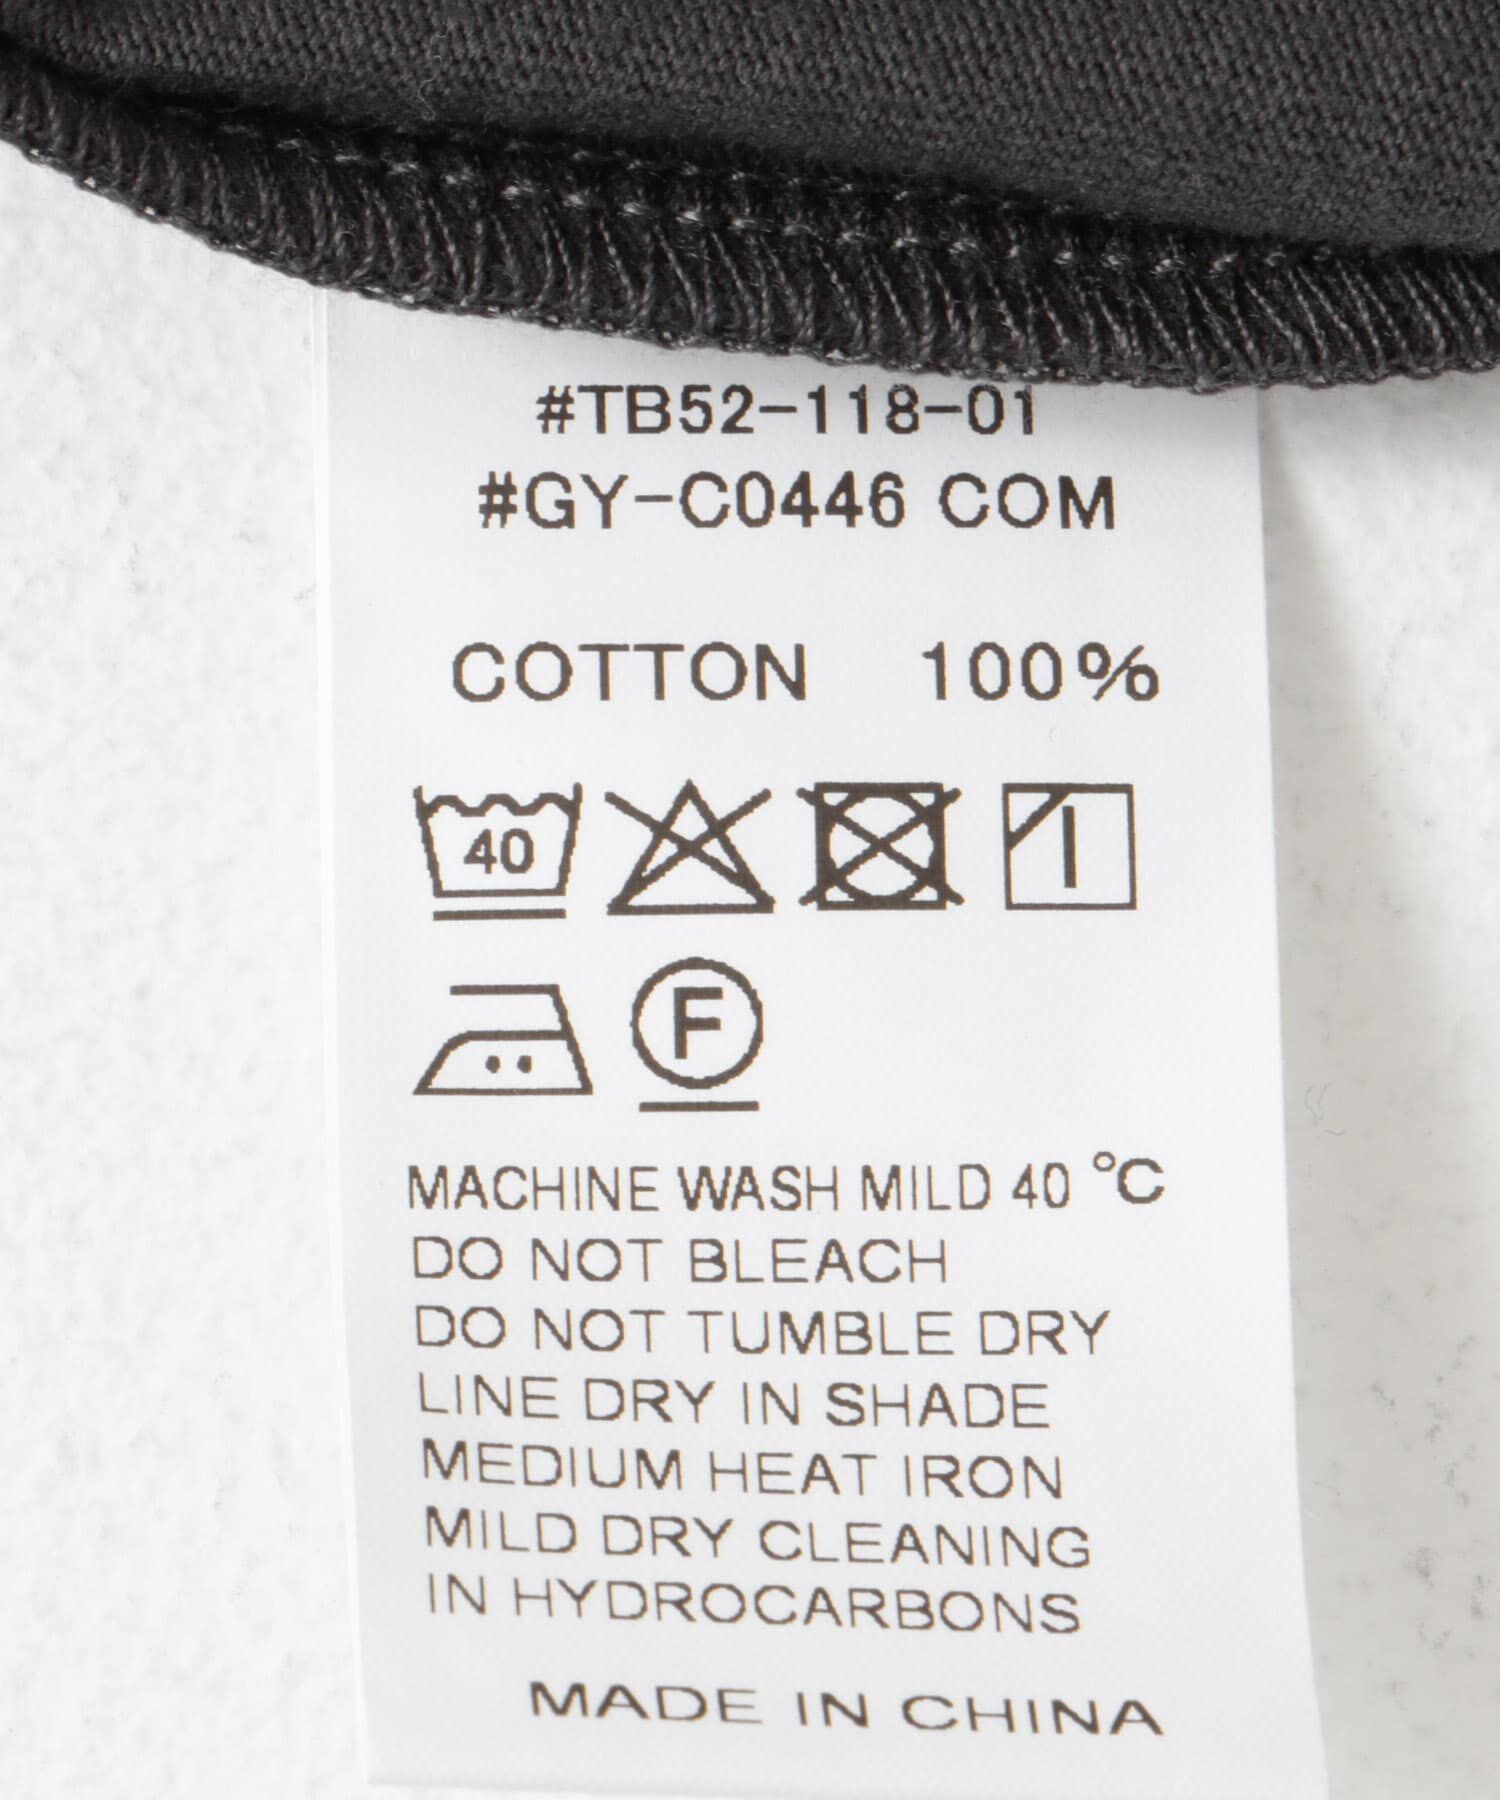 #TB52-118-01
#GY-C0446 COM
COTTON 100%
40
F
MACHINE WASH MILD 40 °C
DO NOT BLEACH
DO NOT TUMBLE DRY
LINE DRY IN SHADE
MEDIUM HEAT IRON
MILD DRY CLEANING
IN HYDROCARBONS
MADE IN CHINA